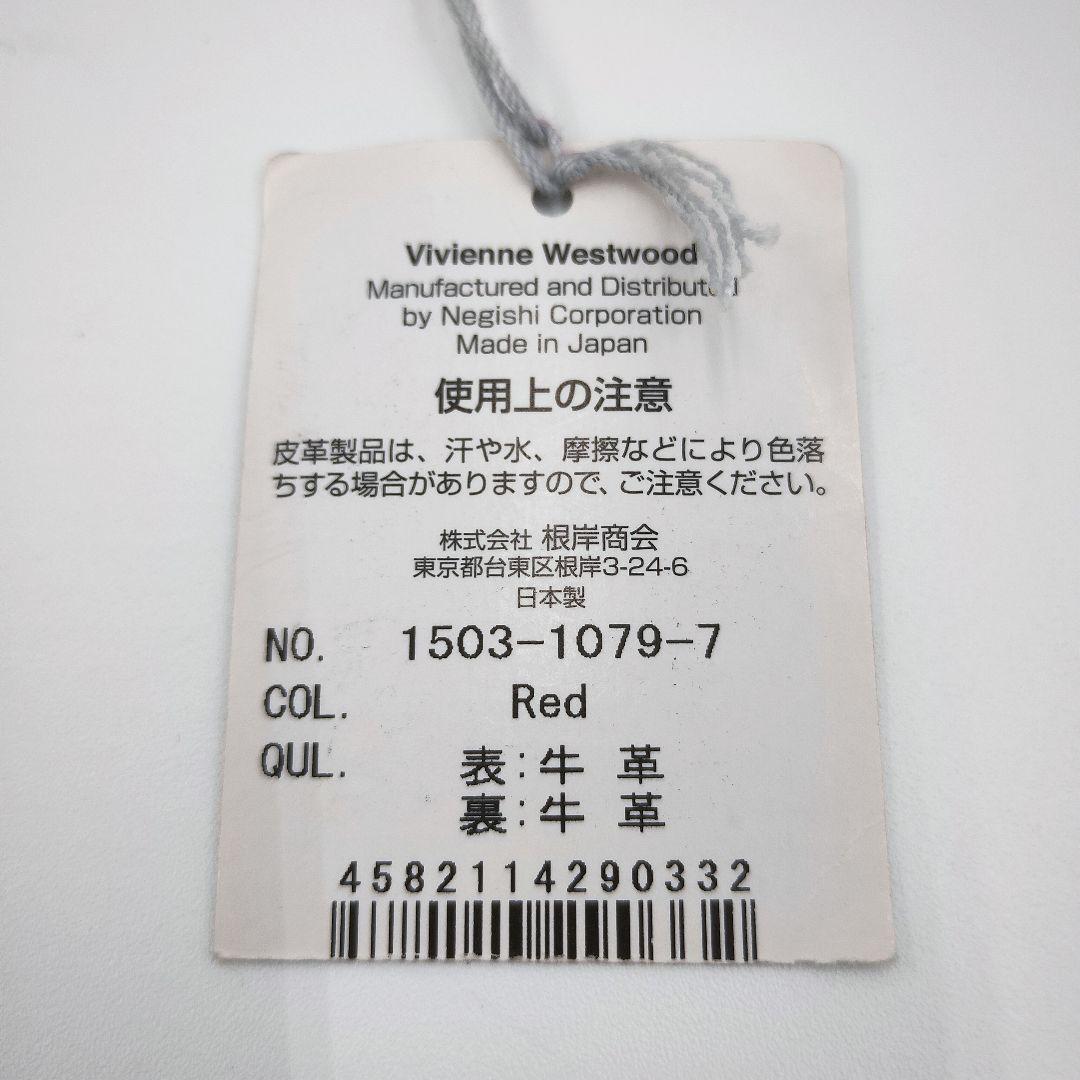 Vivienne Westwood
Manufactured and Distributed
by Negishi Corporation
Made in Japan
使用上の注意
皮革製品は、汗や水、摩擦などにより色落
ちする場合がありますので、ご注意ください。
株式会社 根岸商会
東京都台東区根岸3-24-6
日本製
NO. 1503-1079-7
COL. Red
QUL. 表:牛 革
裏:牛 革
4582114290332